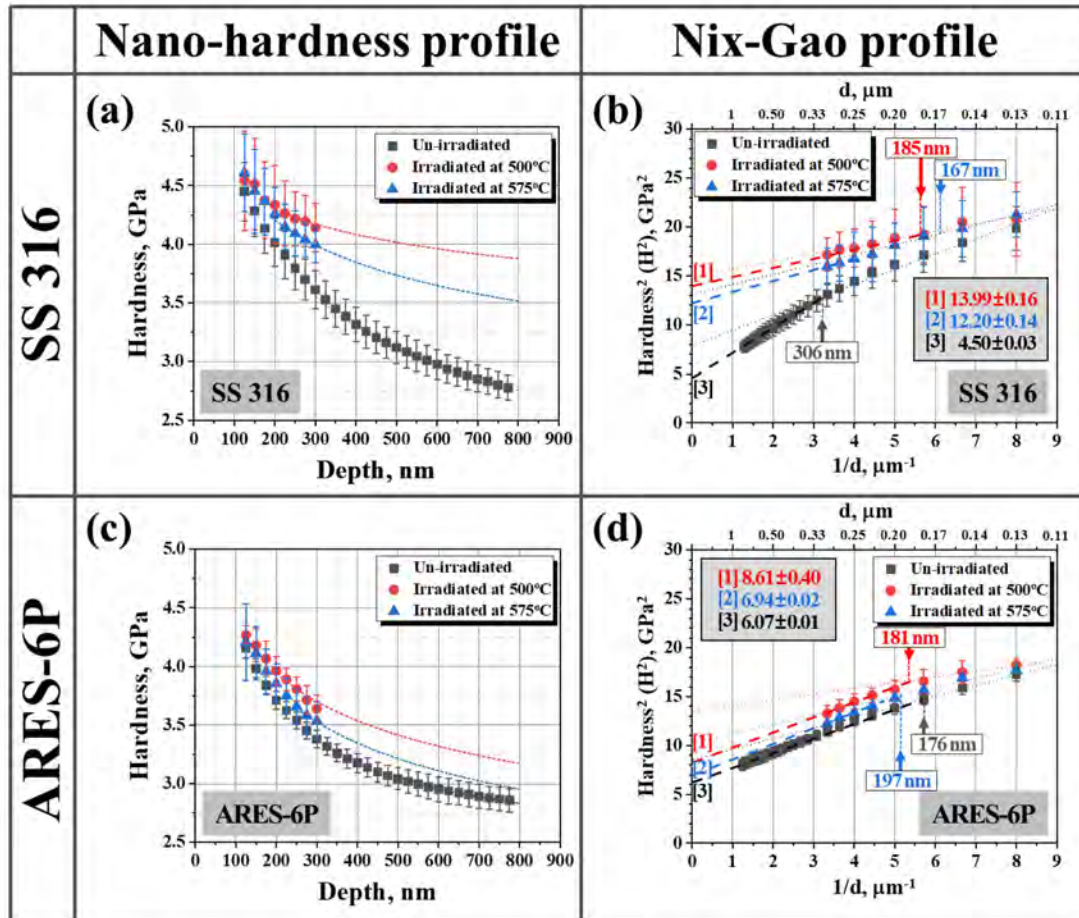 Nano-hardness profile
Nix-Gao profile
SS 316
(a)
5.0
4.5
4.0
3.5
3.0
2.5
Hardness, GPa
Un-irradiated
Irradiated at 500°C
Irradiated at 575°C
SS 316
0 100 200 300 400 500 600 700 800 900
Depth, nm
(b)
d, μm
1 0.50 0.33 0.25 0.20 0.17 0.14 0.13 0.11
30
25
20
15
10
5
0
Hardness² (H²), GPa²
Un-irradiated
Irradiated at 500°C
Irradiated at 575°C
185 nm
167 nm
[1]
[2]
[3]
306 nm
[1] 13.99±0.16
[2] 12.20±0.14
[3] 4.50±0.03
SS 316
0 1 2 3 4 5 6 7 8 9
1/d, μm⁻¹
ARES-6P
(c)
5.0
4.5
4.0
3.5
3.0
2.5
Hardness, GPa
Un-irradiated
Irradiated at 500°C
Irradiated at 575°C
ARES-6P
0 100 200 300 400 500 600 700 800 900
Depth, nm
(d)
d, μm
1 0.50 0.33 0.25 0.20 0.17 0.14 0.13 0.11
30
25
20
15
10
5
0
Hardness² (H²), GPa²
[1] 8.61±0.40
[2] 6.94±0.02
[3] 6.07±0.01
Un-irradiated
Irradiated at 500°C
Irradiated at 575°C
181 nm
[1]
[2]
[3]
176 nm
197 nm
ARES-6P
0 1 2 3 4 5 6 7 8 9
1/d, μm⁻¹